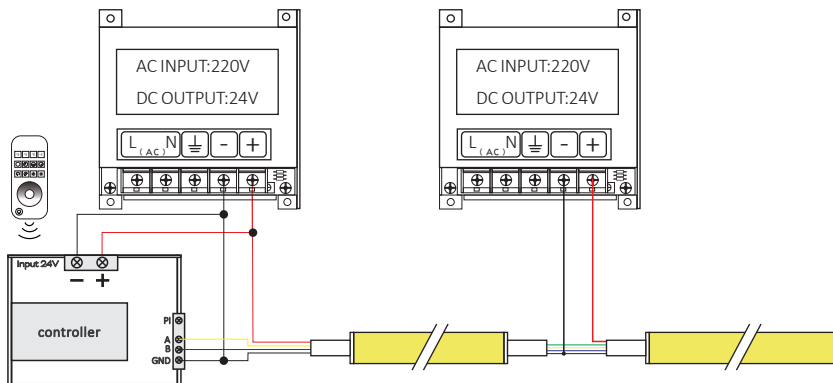 AC INPUT:220V
DC OUTPUT:24V
L (AC) N - +
AC INPUT:220V
DC OUTPUT:24V
L (AC) N - +
Input 24V
- +
controller
PI
A
B
GND